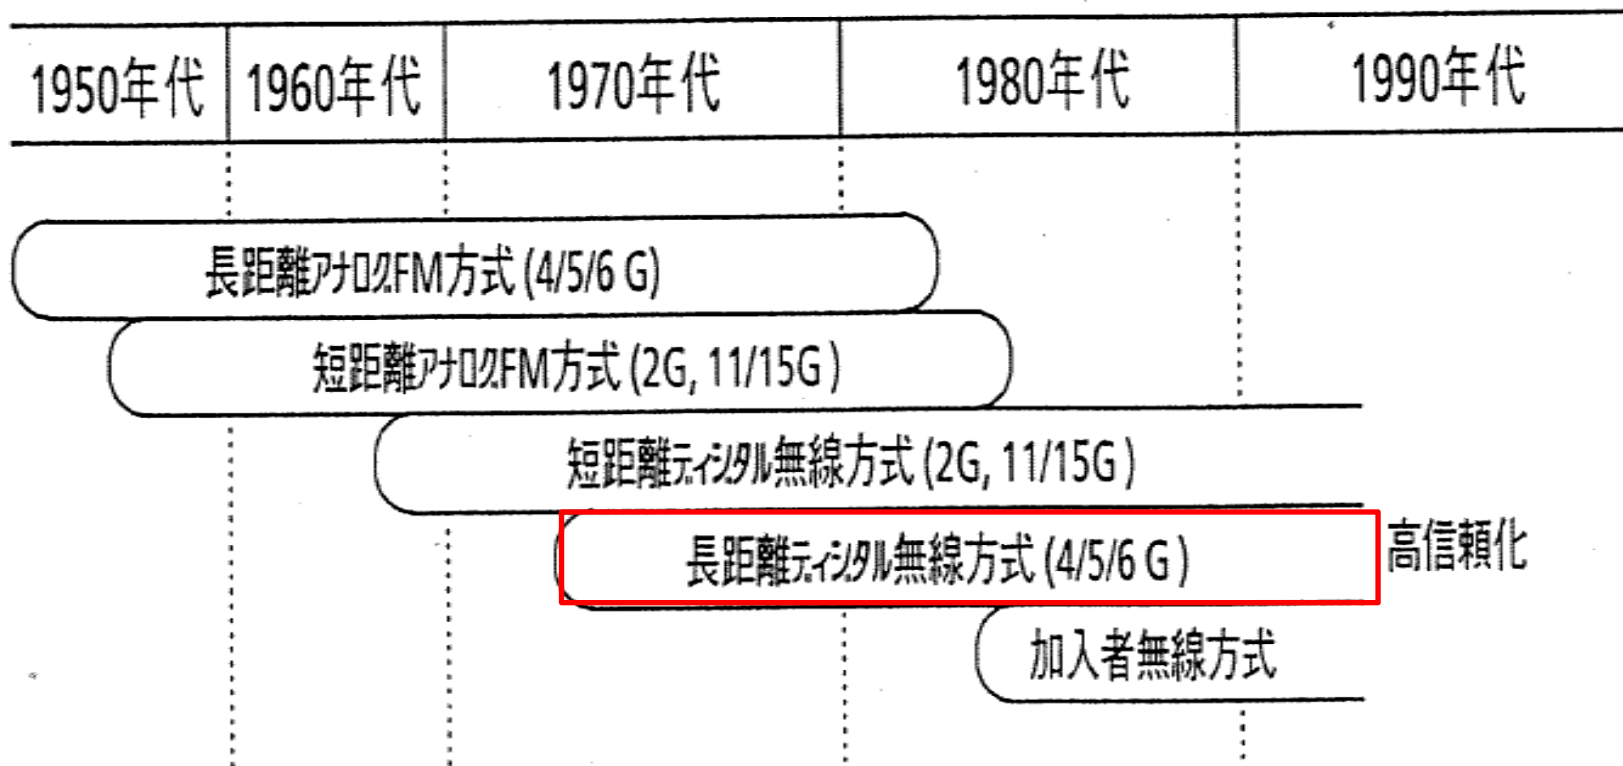 1950年代 1960年代 1970年代 1980年代 1990年代
長距離アナログFM方式 (4/5/6 G)
短距離アナログFM方式 (2G, 11/15G )
短距離ディジタル無線方式 (2G, 11/15G )
長距離ディジタル無線方式 (4/5/6 G ) 高信頼化
加入者無線方式